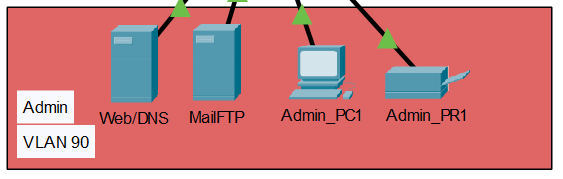 Web/DNS
MailFTP
Admin_PC1
Admin_PR1
Admin
VLAN 90